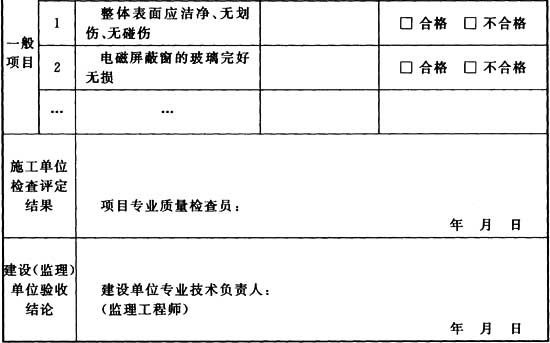 一般
项目
1
整体表面应洁净、无划
伤、无碰伤
□ 合格 □ 不合格
2
电磁屏蔽窗的玻璃完好
无损
□ 合格 □ 不合格
… …
施工单位
检查评定
结果
项目专业质量检查员：
年 月 日
建设(监理)
单位验收
结论
建设单位专业技术负责人：
(监理工程师)
年 月 日